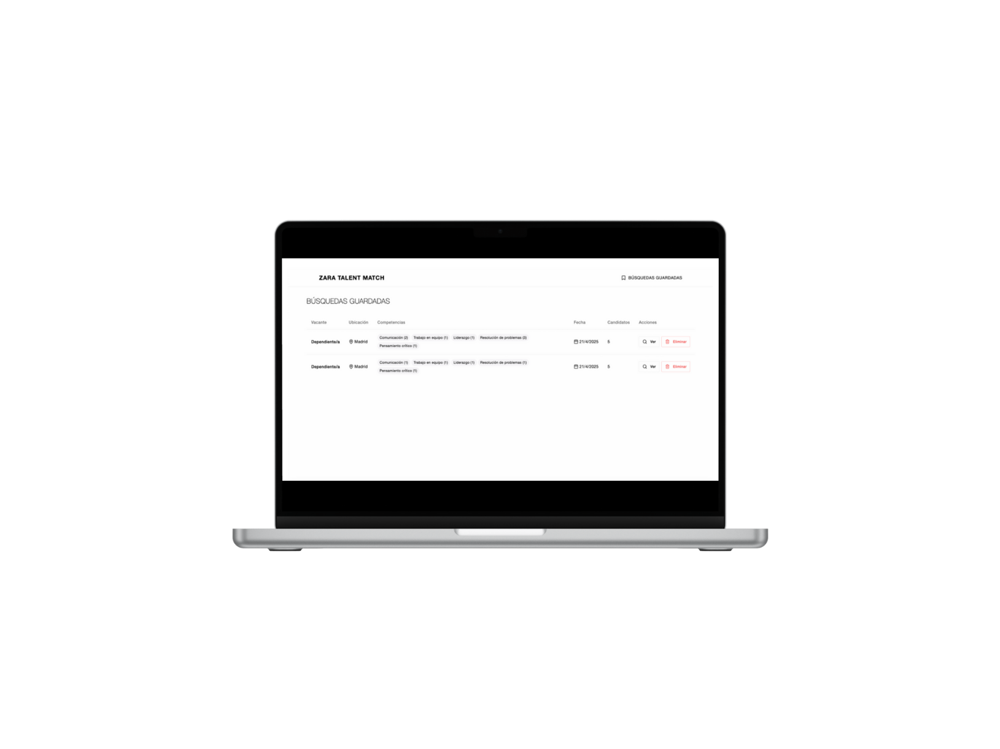 ZARA TALENT MATCH
BÚSQUEDAS GUARDADAS
BÚSQUEDAS GUARDADAS
Vacante Ubicación Competencias Fecha Candidatos Acciones
Dependiente/a Madrid Comunicación (2) Trabajo en equipo (1) Liderazgo (1) Resolución de problemas (3) 21/4/2025 5 Ver Eliminar
Pensamiento crítico (1)
Dependiente/a Madrid Comunicación (1) Trabajo en equipo (1) Liderazgo (1) Resolución de problemas (1) 21/4/2025 5 Ver Eliminar
Pensamiento crítico (1)